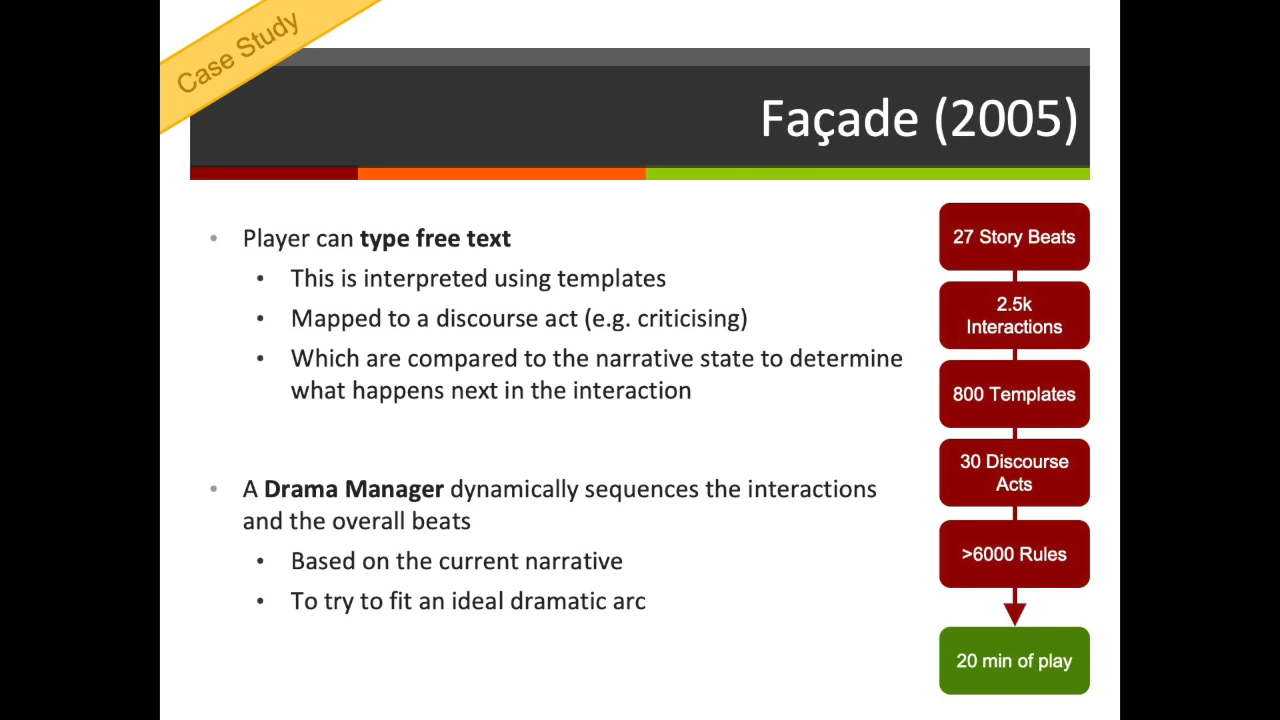 Case Study
Façade (2005)
• Player can type free text
• This is interpreted using templates
• Mapped to a discourse act (e.g. criticising)
• Which are compared to the narrative state to determine
what happens next in the interaction
• A Drama Manager dynamically sequences the interactions
and the overall beats
• Based on the current narrative
• To try to fit an ideal dramatic arc
27 Story Beats
2.5k
Interactions
800 Templates
30 Discourse
Acts
>6000 Rules
20 min of play